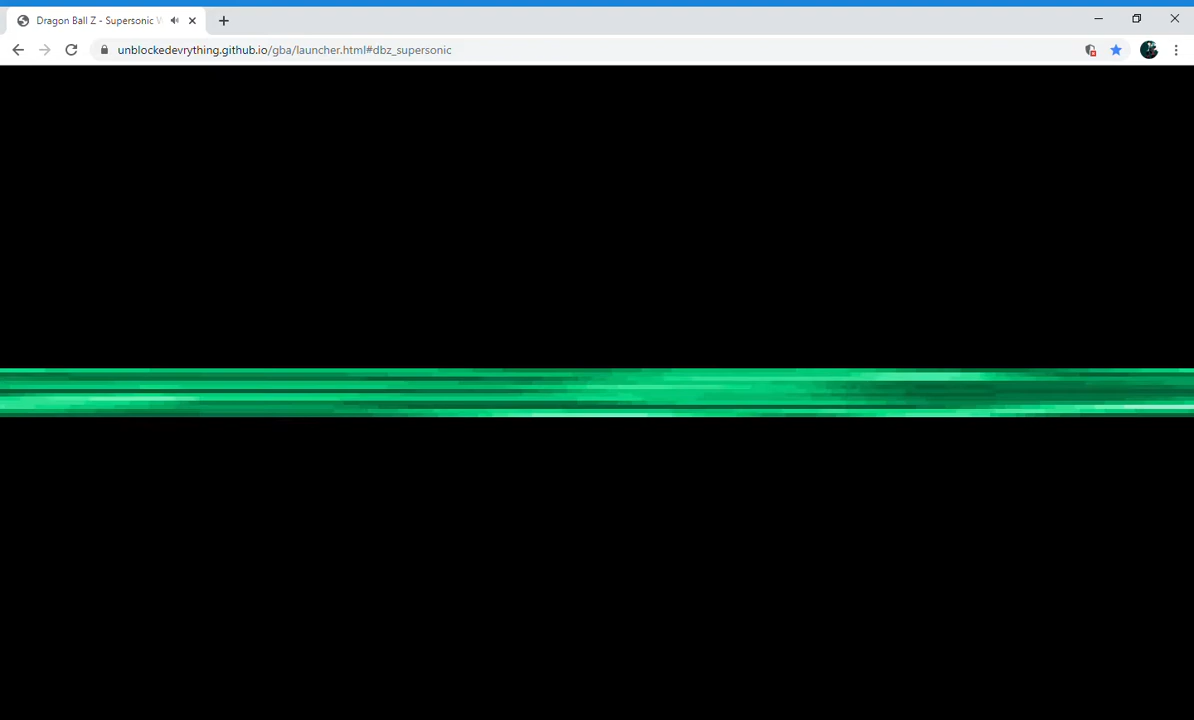 Dragon Ball Z - Supersonic
unblockedevrything.github.io/gba/launcher.html#dbz_supersonic